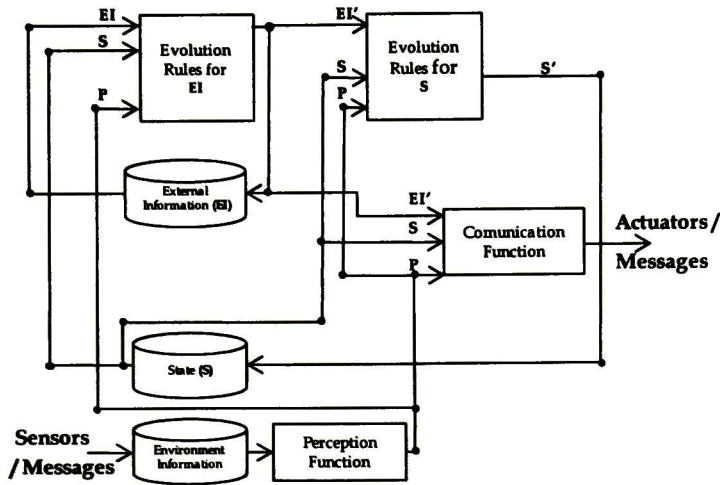 EI
S
P
Evolution
Rules for
EI
EI'
S
P
Evolution
Rules for
S
S'
External
Information (EI)
EI'
S
P
Comunication
Function
Actuators/
Messages
State (S)
Sensors
/Messages
Environment
Information
Perception
Function